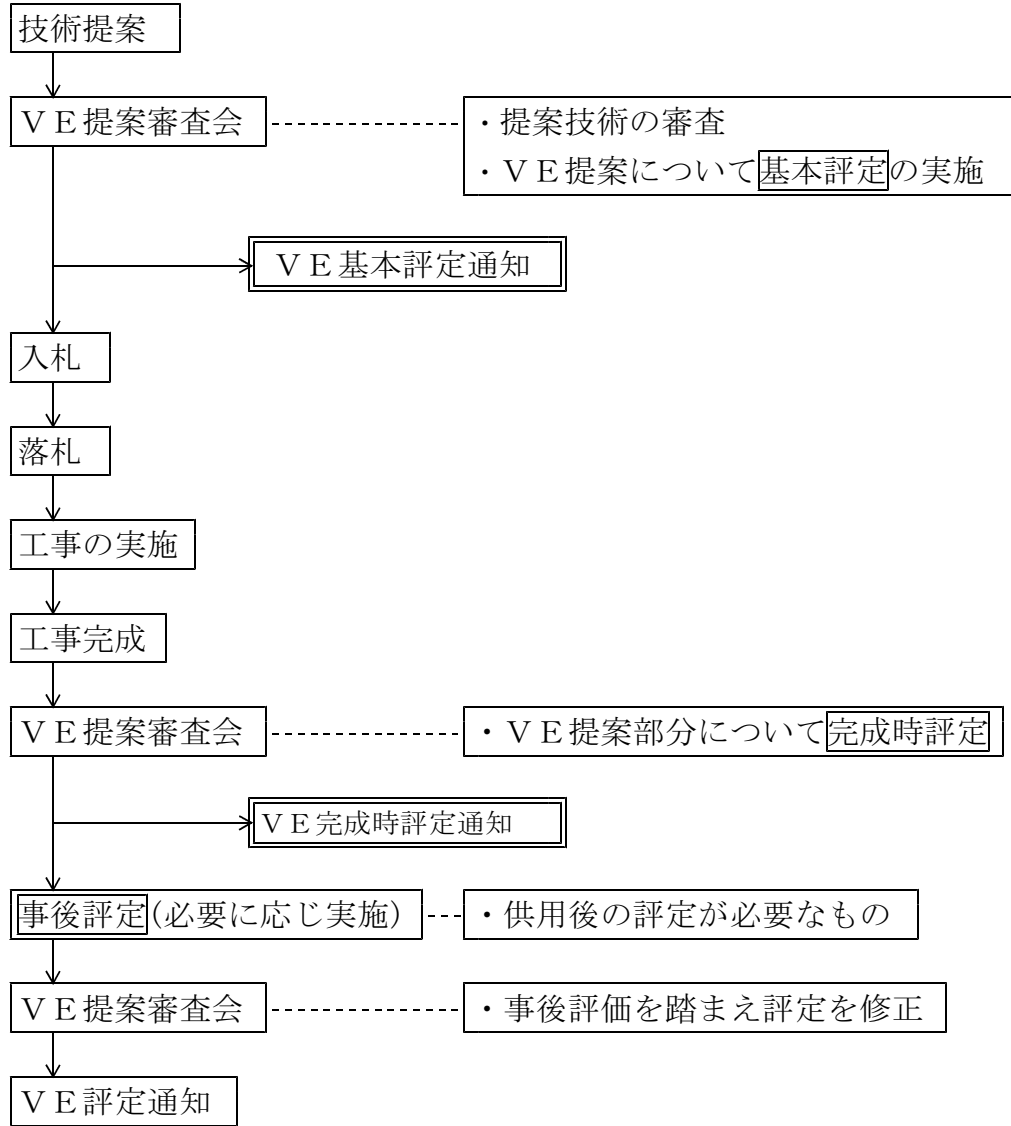 技術提案
ＶＥ提案審査会
・提案技術の審査
・ＶＥ提案について基本評定の実施
ＶＥ基本評定通知
入札
落札
工事の実施
工事完成
ＶＥ提案審査会
・ＶＥ提案部分について完成時評定
ＶＥ完成時評定通知
事後評定(必要に応じ実施)
・供用後の評定が必要なもの
ＶＥ提案審査会
・事後評価を踏まえ評定を修正
ＶＥ評定通知